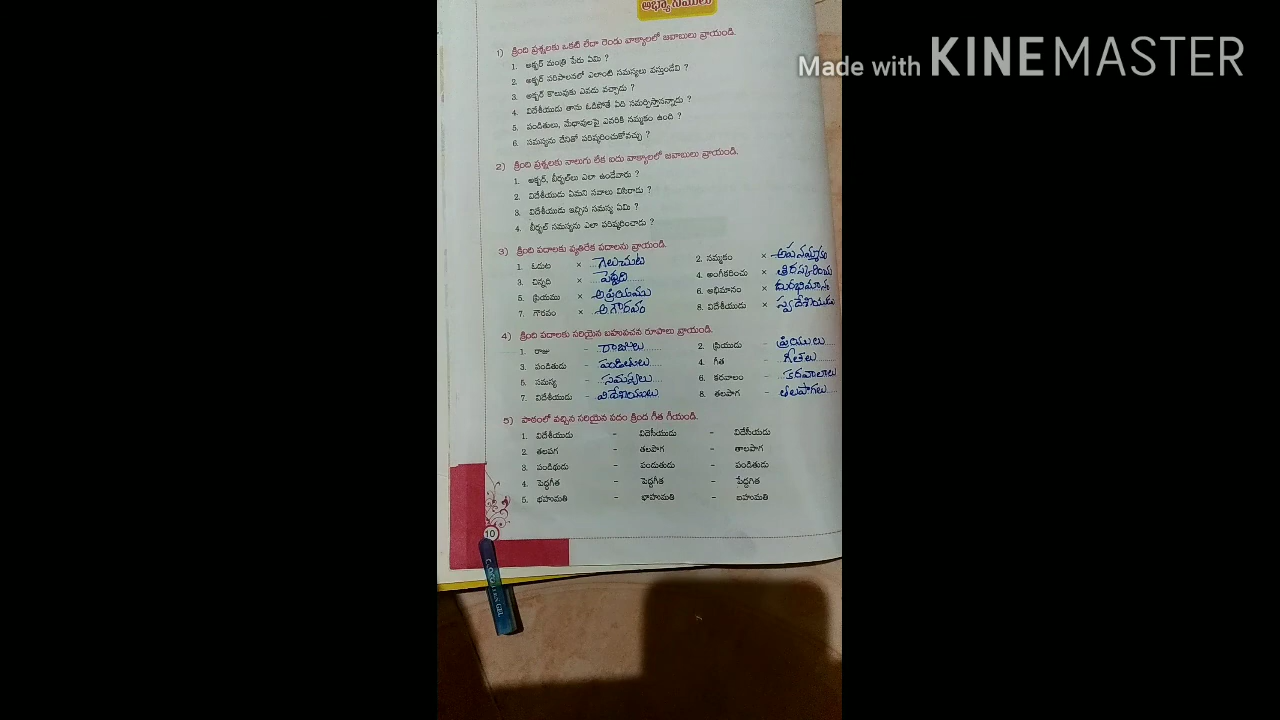 అభ్యాసములు
Made with KINEMASTER
1) క్రింది ప్రశ్నలకు ఒకటి లేదా రెండు వాక్యాలలో జవాబులు వ్రాయండి.
1. అక్బర్ మంత్రి పేరు ఏమి ?
2. అక్బర్ పరిపాలనలో ఎలాంటి సమస్యలు వస్తుండేవి ?
3. అక్బర్ కొలువుకు ఎవరు వచ్చాడు ?
4. విదేశీయుడు తాను ఓడిపోతే ఏది సమర్పిస్తానన్నాడు ?
5. పండితులు, మేధావులపై ఎవరికి నమ్మకం ఉంది ?
6. సమస్యను దేనితో పరిష్కరించుకోవచ్చు ?
2) క్రింది ప్రశ్నలకు నాలుగు లేక ఐదు వాక్యాలలో జవాబులు వ్రాయండి.
1. అక్బర్, బీర్బల్‌లు ఎలా ఉండేవారు ?
2. విదేశీయుడు ఏమని సవాలు విసిరాడు ?
3. విదేశీయుడు ఇచ్చిన సమస్య ఏమి ?
4. బీర్బల్ సమస్యను ఎలా పరిష్కరించాడు ?
3) క్రింది పదాలకు వ్యతిరేక పదాలను వ్రాయండి.
1. ఓడుట × గెలుచుట 2. నమ్మకం × అపనమ్మకం
3. చిన్నది × పెద్దది 4. అంగీకరించు × తిరస్కరించు
5. ప్రియము × అప్రియము 6. అభిమానం × దురభిమానం
7. గౌరవం × అగౌరవం 8. విదేశీయుడు × స్వదేశీయుడు
4) క్రింది పదాలకు సరియైన బహువచన రూపాలు వ్రాయండి.
1. రాజు – రాజులు 2. ప్రియుడు – ప్రియులు
3. పండితుడు – పండితులు 4. గీత – గీతలు
5. సమస్య – సమస్యలు 6. కరవాలం – కరవాలాలు
7. విదేశీయుడు – విదేశీయులు 8. తలపాగ – తలపాగలు
5) పాఠంలో వచ్చిన సరియైన పదం క్రింద గీత గీయండి.
1. విదేశీయుడు – విదెసీయుడు – విదేసీయడు
2. తలపగ – తలపాగ – తాలపాగ
3. పండిథుడు – పండుతుడు – పండితుడు
4. పెద్ధగీత – పెద్దగీత – పేద్దగిత
5. భహుమతి – భాహుమతి – బహుమతి
10